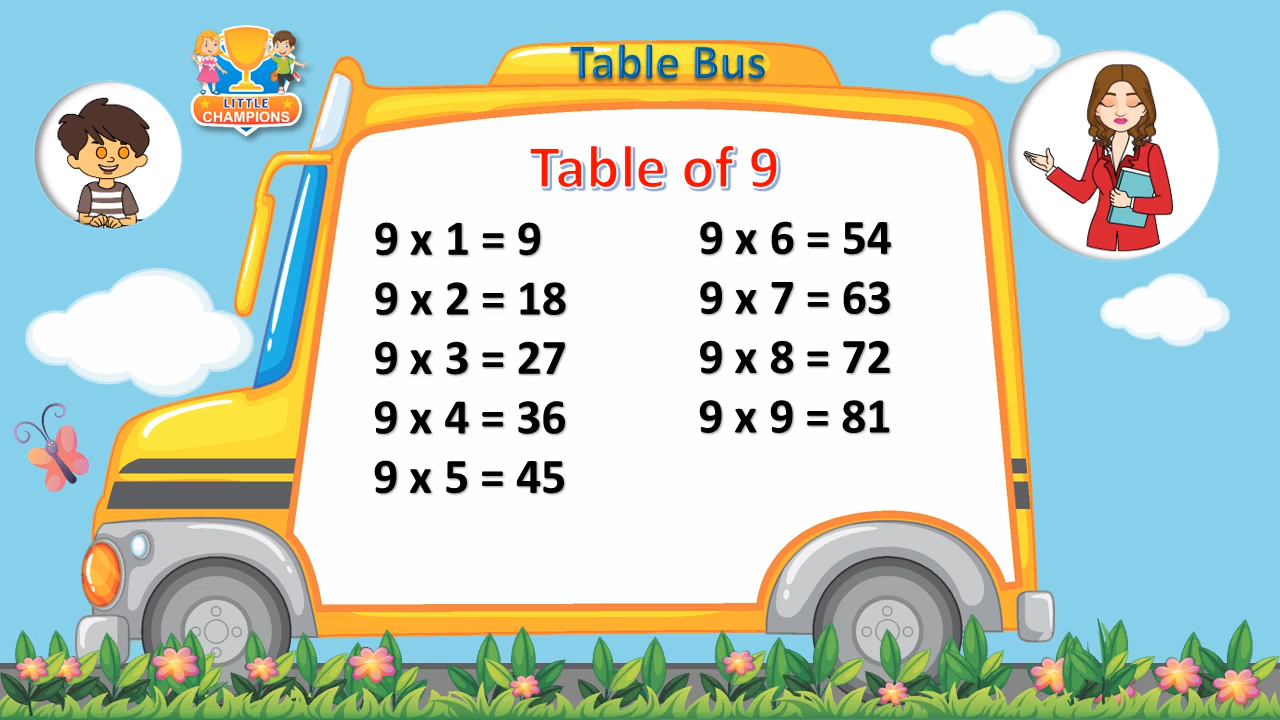 Table Bus
LITTLE
CHAMPIONS
Table of 9
9 x 1 = 9
9 x 2 = 18
9 x 3 = 27
9 x 4 = 36
9 x 5 = 45
9 x 6 = 54
9 x 7 = 63
9 x 8 = 72
9 x 9 = 81